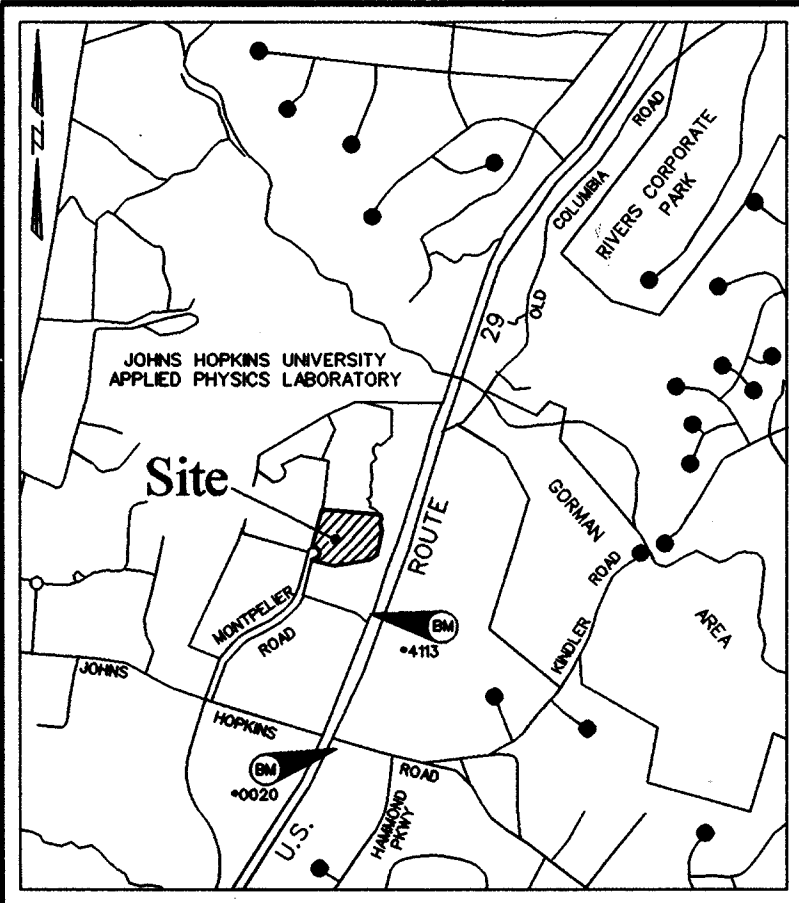 N
COLUMBIA ROAD
RIVERS CORPORATE
PARK
OLD
29
JOHNS HOPKINS UNIVERSITY
APPLIED PHYSICS LABORATORY
Site
ROUTE
GORMAN
ROAD
AREA
MONTPELIER
ROAD
BM
•4113
KINDLER
JOHNS
HOPKINS
ROAD
BM
•0020
HAMMOND
PKWY
U.S.